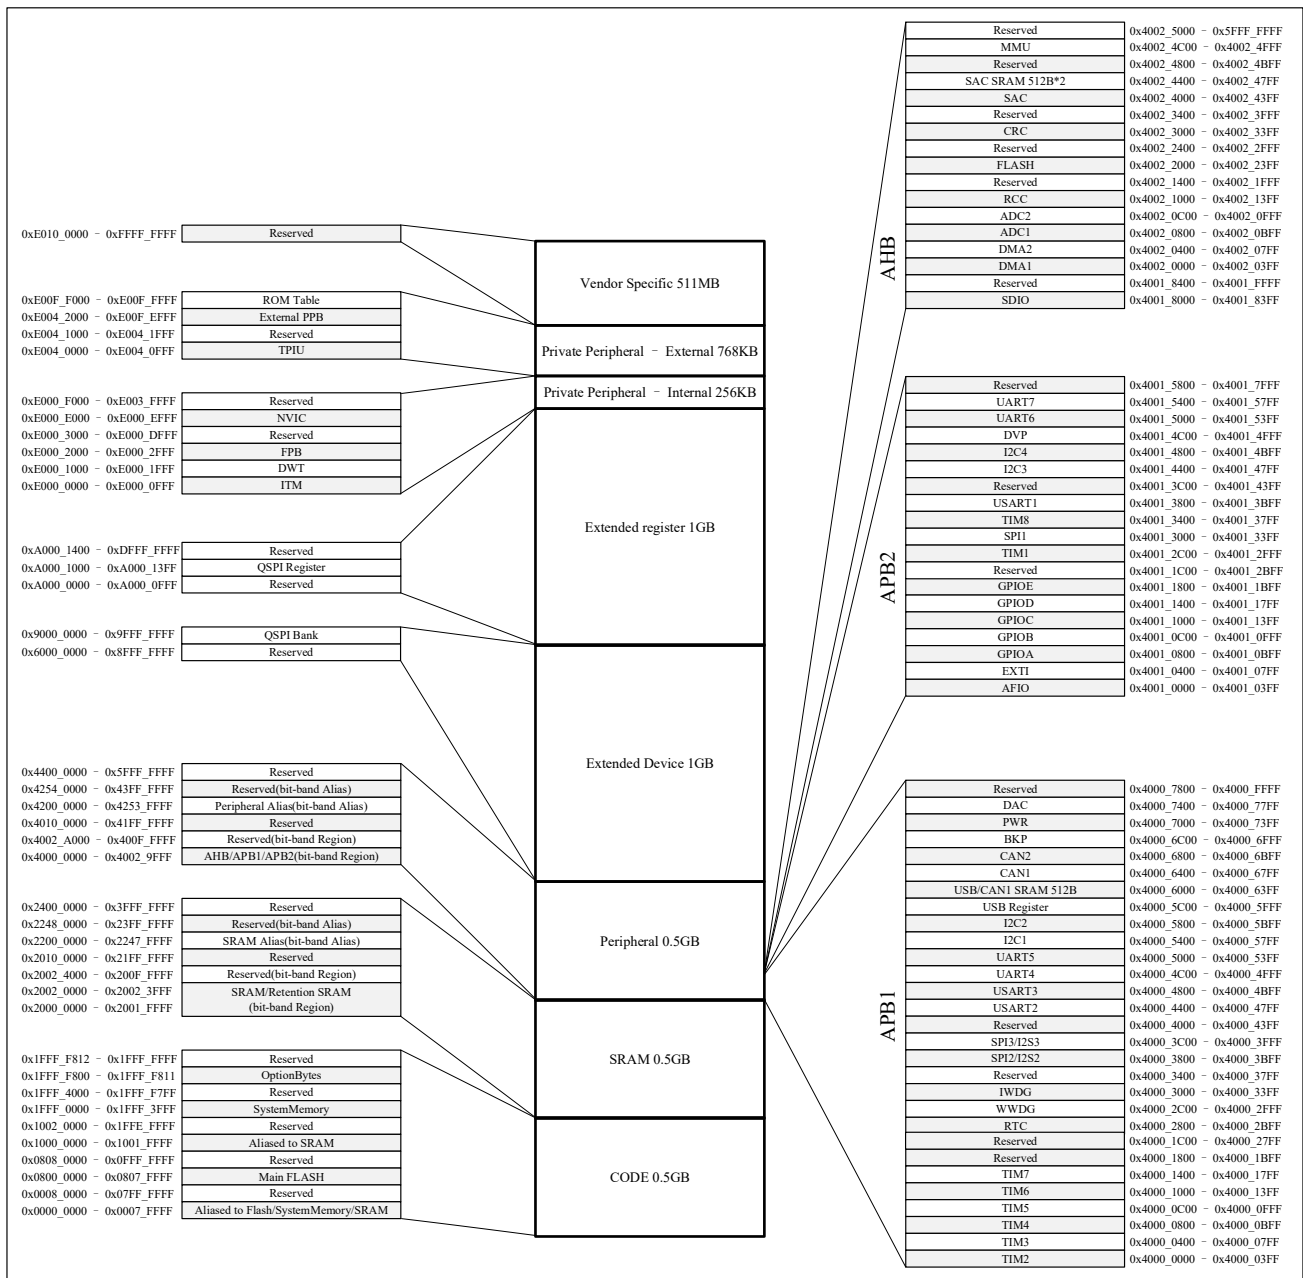 0xE010_0000 - 0xFFFF_FFFF Reserved
0xE00F_F000 - 0xE00F_FFFF ROM Table
0xE004_2000 - 0xE00F_EFFF External PPB
0xE004_1000 - 0xE004_1FFF Reserved
0xE004_0000 - 0xE004_0FFF TPIU
0xE000_F000 - 0xE003_FFFF Reserved
0xE000_E000 - 0xE000_EFFF NVIC
0xE000_3000 - 0xE000_DFFF Reserved
0xE000_2000 - 0xE000_2FFF FPB
0xE000_1000 - 0xE000_1FFF DWT
0xE000_0000 - 0xE000_0FFF ITM
0xA000_1400 - 0xDFFF_FFFF Reserved
0xA000_1000 - 0xA000_13FF QSPI Register
0xA000_0000 - 0xA000_0FFF Reserved
0x9000_0000 - 0x9FFF_FFFF QSPI Bank
0x6000_0000 - 0x8FFF_FFFF Reserved
0x4400_0000 - 0x5FFF_FFFF Reserved
0x4254_0000 - 0x43FF_FFFF Reserved(bit-band Alias)
0x4200_0000 - 0x4253_FFFF Peripheral Alias(bit-band Alias)
0x4010_0000 - 0x41FF_FFFF Reserved
0x4002_A000 - 0x400F_FFFF Reserved(bit-band Region)
0x4000_0000 - 0x4002_9FFF AHB/APB1/APB2(bit-band Region)
0x2400_0000 - 0x3FFF_FFFF Reserved
0x2248_0000 - 0x23FF_FFFF Reserved(bit-band Alias)
0x2200_0000 - 0x2247_FFFF SRAM Alias(bit-band Alias)
0x2010_0000 - 0x21FF_FFFF Reserved
0x2002_4000 - 0x200F_FFFF Reserved(bit-band Region)
0x2002_0000 - 0x2002_3FFF SRAM/Retention SRAM
0x2000_0000 - 0x2001_FFFF (bit-band Region)
0x1FFF_F812 - 0x1FFF_FFFF Reserved
0x1FFF_F800 - 0x1FFF_F811 OptionBytes
0x1FFF_4000 - 0x1FFF_F7FF Reserved
0x1FFF_0000 - 0x1FFF_3FFF SystemMemory
0x1002_0000 - 0x1FFE_FFFF Reserved
0x1000_0000 - 0x1001_FFFF Aliased to SRAM
0x0808_0000 - 0x0FFF_FFFF Reserved
0x0800_0000 - 0x0807_FFFF Main FLASH
0x0008_0000 - 0x07FF_FFFF Reserved
0x0000_0000 - 0x0007_FFFF Aliased to Flash/SystemMemory/SRAM
Vendor Specific 511MB
Private Peripheral - External 768KB
Private Peripheral - Internal 256KB
Extended register 1GB
Extended Device 1GB
Peripheral 0.5GB
SRAM 0.5GB
CODE 0.5GB
AHB
Reserved 0x4002_5000 - 0x5FFF_FFFF
MMU 0x4002_4C00 - 0x4002_4FFF
Reserved 0x4002_4800 - 0x4002_4BFF
SAC SRAM 512B*2 0x4002_4400 - 0x4002_47FF
SAC 0x4002_4000 - 0x4002_43FF
Reserved 0x4002_3400 - 0x4002_3FFF
CRC 0x4002_3000 - 0x4002_33FF
Reserved 0x4002_2400 - 0x4002_2FFF
FLASH 0x4002_2000 - 0x4002_23FF
Reserved 0x4002_1400 - 0x4002_1FFF
RCC 0x4002_1000 - 0x4002_13FF
ADC2 0x4002_0C00 - 0x4002_0FFF
ADC1 0x4002_0800 - 0x4002_0BFF
DMA2 0x4002_0400 - 0x4002_07FF
DMA1 0x4002_0000 - 0x4002_03FF
Reserved 0x4001_8400 - 0x4001_FFFF
SDIO 0x4001_8000 - 0x4001_83FF
APB2
Reserved 0x4001_5800 - 0x4001_7FFF
UART7 0x4001_5400 - 0x4001_57FF
UART6 0x4001_5000 - 0x4001_53FF
DVP 0x4001_4C00 - 0x4001_4FFF
I2C4 0x4001_4800 - 0x4001_4BFF
I2C3 0x4001_4400 - 0x4001_47FF
Reserved 0x4001_3C00 - 0x4001_43FF
USART1 0x4001_3800 - 0x4001_3BFF
TIM8 0x4001_3400 - 0x4001_37FF
SPI1 0x4001_3000 - 0x4001_33FF
TIM1 0x4001_2C00 - 0x4001_2FFF
Reserved 0x4001_1C00 - 0x4001_2BFF
GPIOE 0x4001_1800 - 0x4001_1BFF
GPIOD 0x4001_1400 - 0x4001_17FF
GPIOC 0x4001_1000 - 0x4001_13FF
GPIOB 0x4001_0C00 - 0x4001_0FFF
GPIOA 0x4001_0800 - 0x4001_0BFF
EXTI 0x4001_0400 - 0x4001_07FF
AFIO 0x4001_0000 - 0x4001_03FF
APB1
Reserved 0x4000_7800 - 0x4000_FFFF
DAC 0x4000_7400 - 0x4000_77FF
PWR 0x4000_7000 - 0x4000_73FF
BKP 0x4000_6C00 - 0x4000_6FFF
CAN2 0x4000_6800 - 0x4000_6BFF
CAN1 0x4000_6400 - 0x4000_67FF
USB/CAN1 SRAM 512B 0x4000_6000 - 0x4000_63FF
USB Register 0x4000_5C00 - 0x4000_5FFF
I2C2 0x4000_5800 - 0x4000_5BFF
I2C1 0x4000_5400 - 0x4000_57FF
UART5 0x4000_5000 - 0x4000_53FF
UART4 0x4000_4C00 - 0x4000_4FFF
USART3 0x4000_4800 - 0x4000_4BFF
USART2 0x4000_4400 - 0x4000_47FF
Reserved 0x4000_4000 - 0x4000_43FF
SPI3/I2S3 0x4000_3C00 - 0x4000_3FFF
SPI2/I2S2 0x4000_3800 - 0x4000_3BFF
Reserved 0x4000_3400 - 0x4000_37FF
IWDG 0x4000_3000 - 0x4000_33FF
WWDG 0x4000_2C00 - 0x4000_2FFF
RTC 0x4000_2800 - 0x4000_2BFF
Reserved 0x4000_1C00 - 0x4000_27FF
Reserved 0x4000_1800 - 0x4000_1BFF
TIM7 0x4000_1400 - 0x4000_17FF
TIM6 0x4000_1000 - 0x4000_13FF
TIM5 0x4000_0C00 - 0x4000_0FFF
TIM4 0x4000_0800 - 0x4000_0BFF
TIM3 0x4000_0400 - 0x4000_07FF
TIM2 0x4000_0000 - 0x4000_03FF